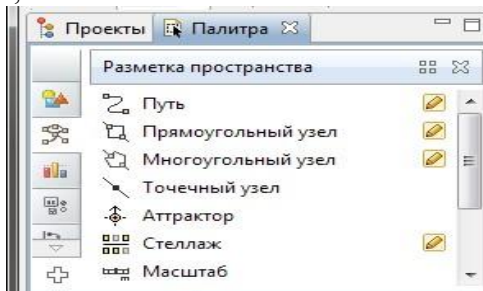 Проекты Палитра
Разметка пространства
Путь
Прямоугольный узел
Многоугольный узел
Точечный узел
Аттрактор
Стеллаж
Масштаб